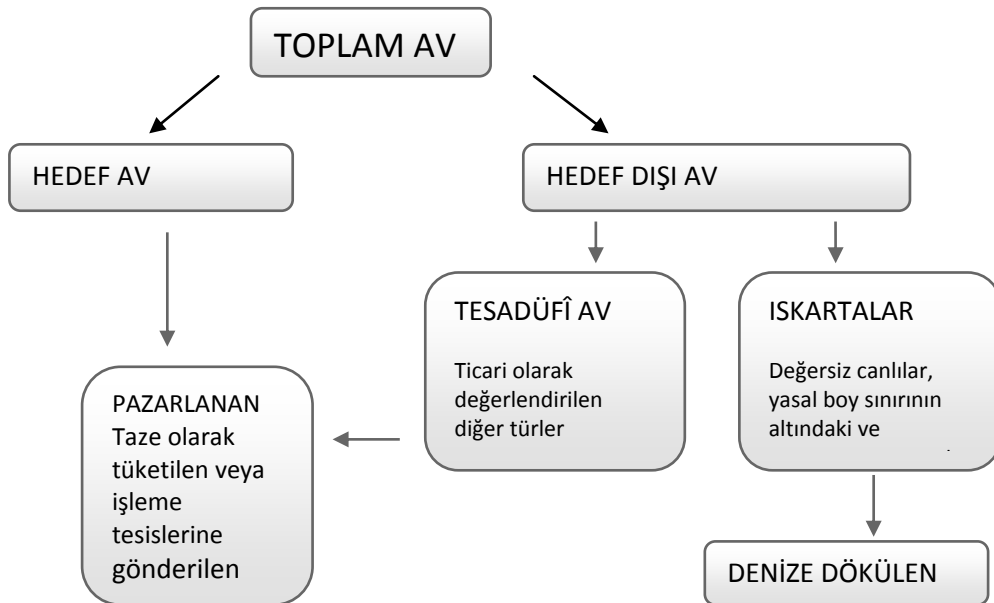 TOPLAM AV
HEDEF AV
HEDEF DIŞI AV
TESADÜFÎ AV
Ticari olarak
değerlendirilen
diğer türler
ISKARTALAR
Değersiz canlılar,
yasal boy sınırının
altındaki ve
PAZARLANAN
Taze olarak
tüketilen veya
işleme
tesislerine
gönderilen
DENİZE DÖKÜLEN